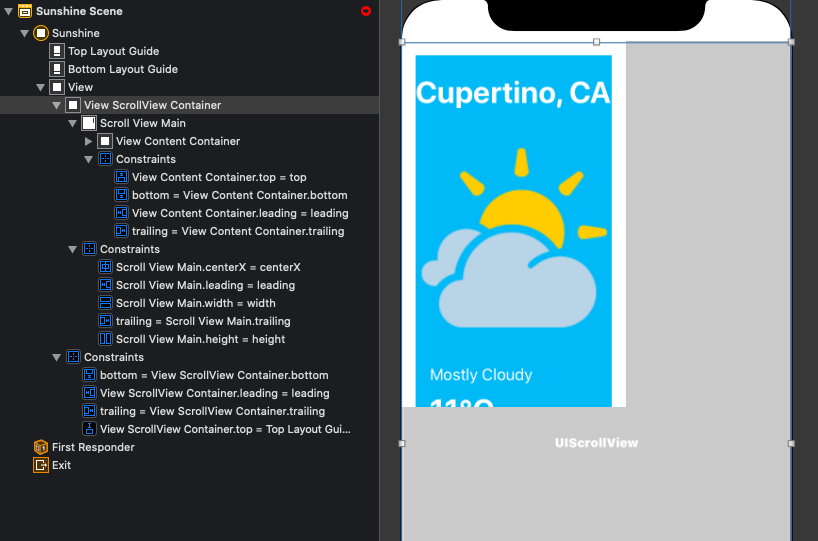 Sunshine Scene
Sunshine
Top Layout Guide
Bottom Layout Guide
View
View ScrollView Container
Scroll View Main
View Content Container
Constraints
View Content Container.top = top
bottom = View Content Container.bottom
View Content Container.leading = leading
trailing = View Content Container.trailing
Constraints
Scroll View Main.centerX = centerX
Scroll View Main.leading = leading
Scroll View Main.width = width
trailing = Scroll View Main.trailing
Scroll View Main.height = height
Constraints
bottom = View ScrollView Container.bottom
View ScrollView Container.leading = leading
trailing = View ScrollView Container.trailing
View ScrollView Container.top = Top Layout Gui...
First Responder
Exit
Cupertino, CA
Mostly Cloudy
UIScrollView